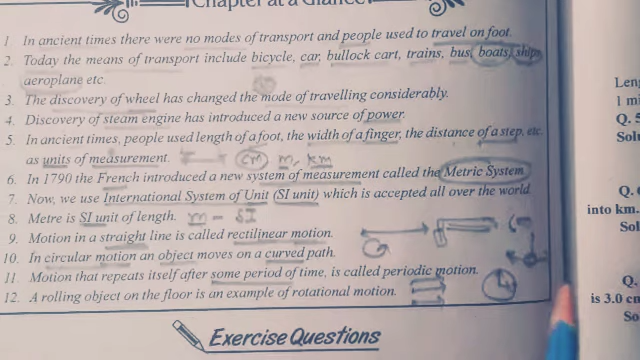 Chapter at a Glance
1 In ancient times there were no modes of transport and people used to travel on foot.
2. Today the means of transport include bicycle, car, bullock cart, trains, bus, boats, ships,
aeroplane etc.
3. The discovery of wheel has changed the mode of travelling considerably.
4. Discovery of steam engine has introduced a new source of power.
5. In ancient times, people used length of a foot, the width of a finger, the distance of a step, etc.
as units of measurement. cm m, km
6. In 1790 the French introduced a new system of measurement called the Metric System
7. Now, we use International System of Unit (SI unit) which is accepted all over the world
8. Metre is SI unit of length. m - SI
9. Motion in a straight line is called rectilinear motion.
10. In circular motion an object moves on a curved path.
11. Motion that repeats itself after some period of time, is called periodic motion.
12. A rolling object on the floor is an example of rotational motion.
Exercise Questions
Leng
1 mi
Q. 5
Solu
Q. 
into km.
Sol
Q.
is 3.0 cm
So